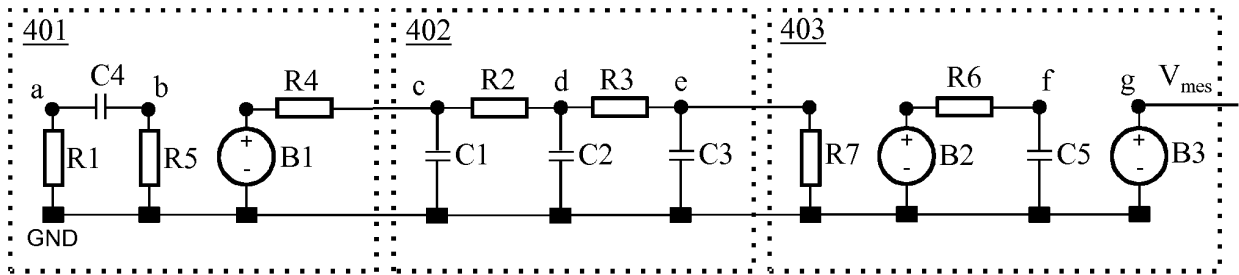 401
402
403
a
C4
b
R4
c
R2
d
R3
e
R6
f
g
Vmes
R1
R5
+
-
B1
C1
C2
C3
R7
+
-
B2
C5
+
-
B3
GND